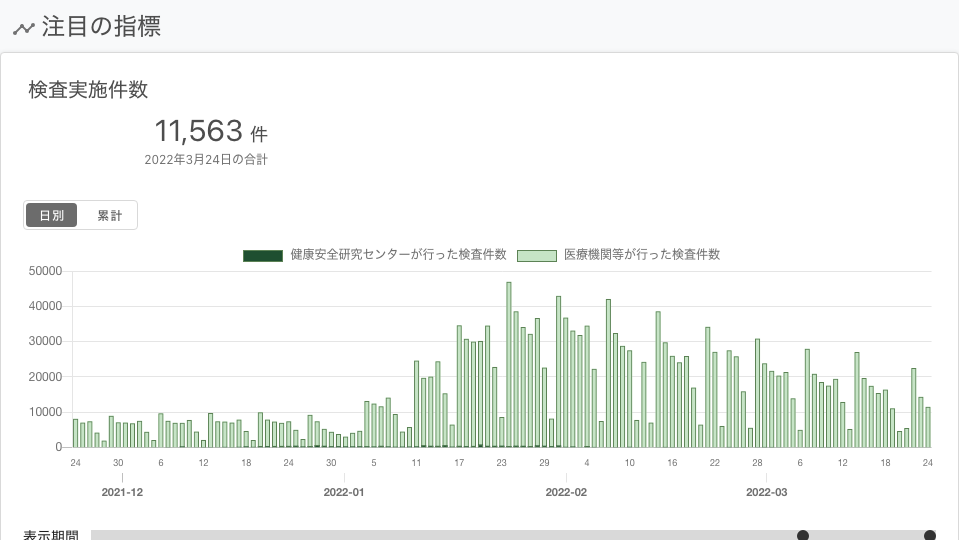 注目の指標
検査実施件数
11,563 件
2022年3月24日の合計
日別 累計
健康安全研究センターが行った検査件数 医療機関等が行った検査件数
50000
40000
30000
20000
10000
0
24 30 6 12 18 24 30 5 11 17 23 29 4 10 16 22 28 6 12 18 24
2021-12 2022-01 2022-02 2022-03
表示期間